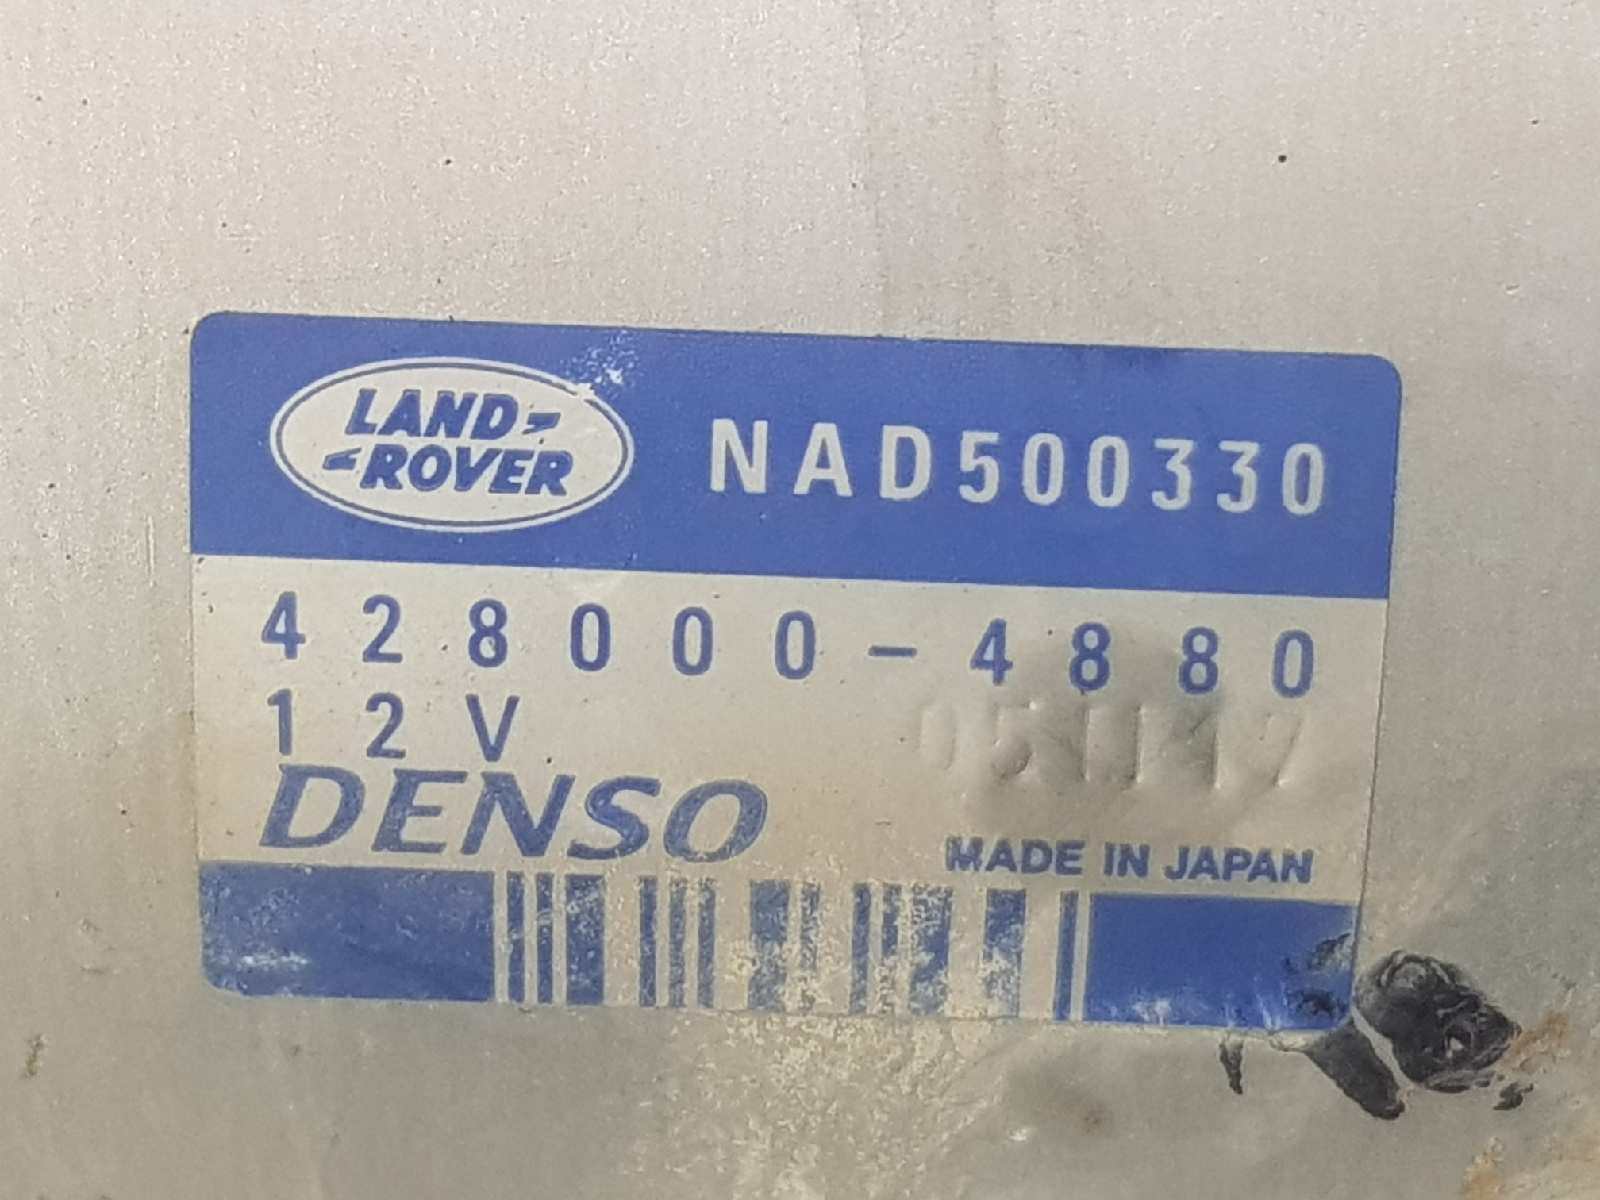 LAND-
-ROVER
NAD500330
428000-4880
12V
DENSO
MADE IN JAPAN